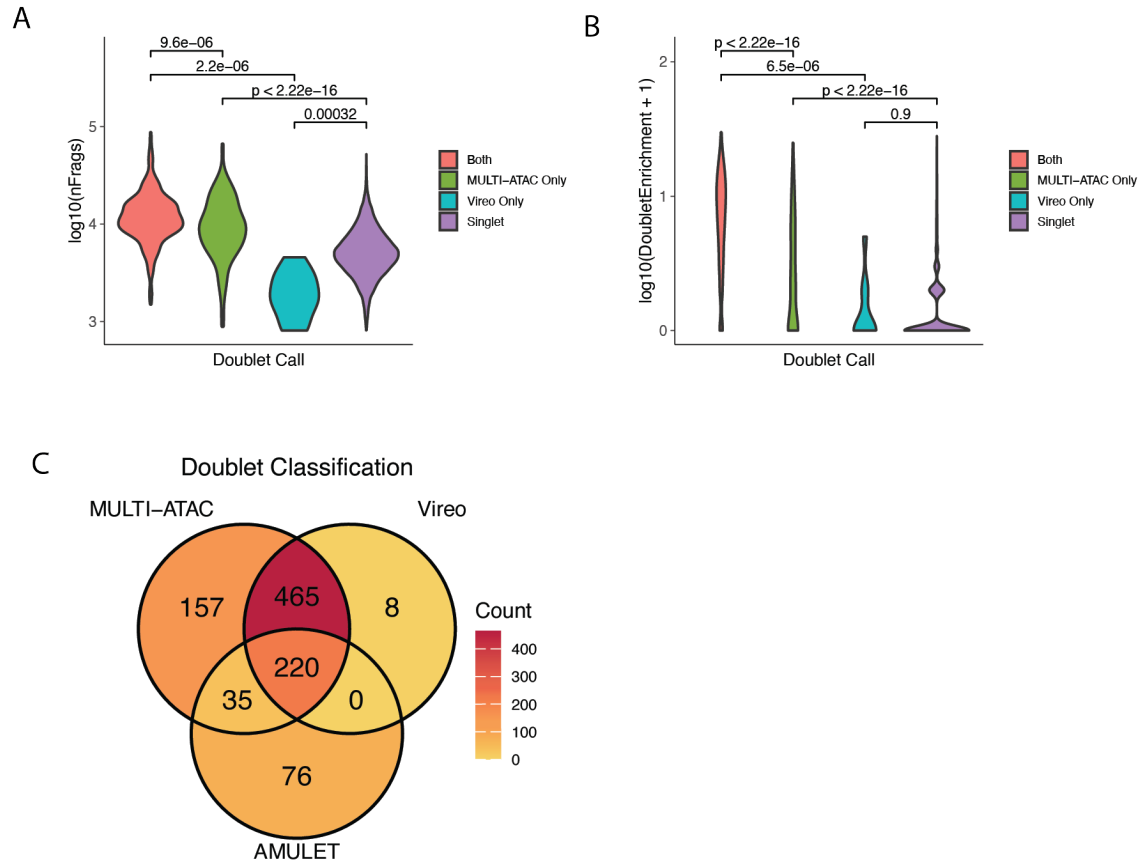 A
9.6e−06
2.2e−06
p < 2.22e−16
0.00032
5
4
3
log10(nFrags)
Doublet Call
Both
MULTI−ATAC Only
Vireo Only
Singlet
B
p < 2.22e−16
6.5e−06
p < 2.22e−16
0.9
2
1
0
log10(DoubletEnrichment + 1)
Doublet Call
Both
MULTI−ATAC Only
Vireo Only
Singlet
C
Doublet Classification
MULTI−ATAC
Vireo
157
465
8
220
35
0
76
AMULET
Count
400
300
200
100
0